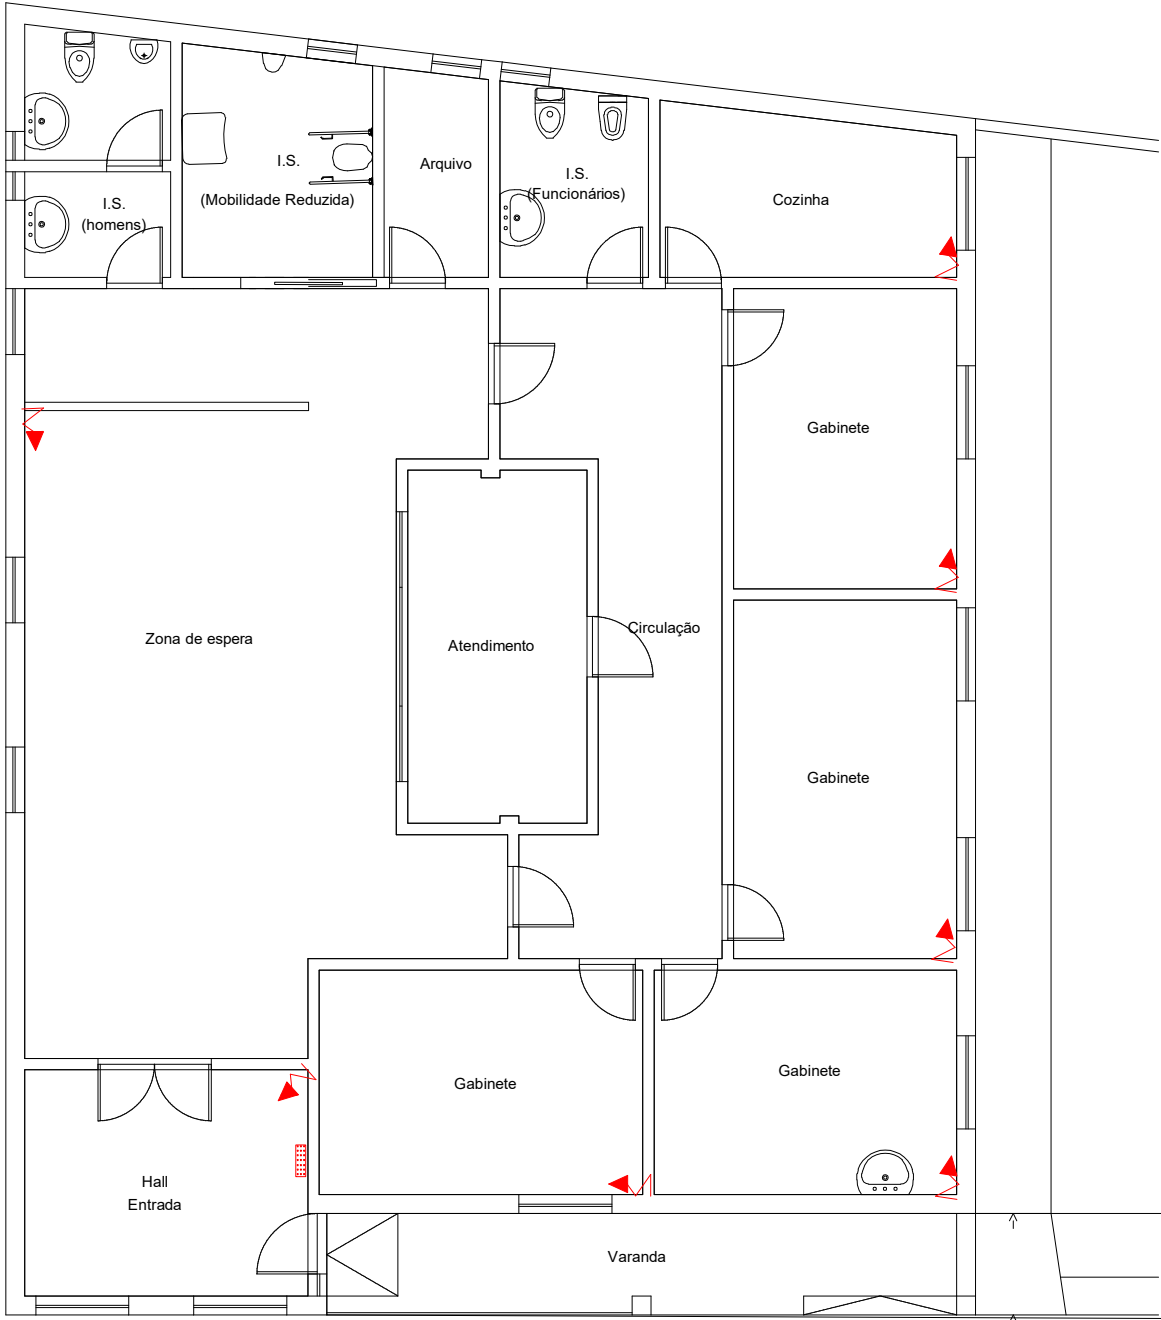 I.S.
(homens)
I.S.
(Mobilidade Reduzida)
Arquivo
I.S.
(Funcionários)
Cozinha
Gabinete
Zona de espera
Atendimento
Circulação
Gabinete
Gabinete
Gabinete
Hall
Entrada
Varanda